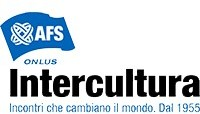 AFS
ONLUS
Intercultura
Incontri che cambiano il mondo. Dal 1955